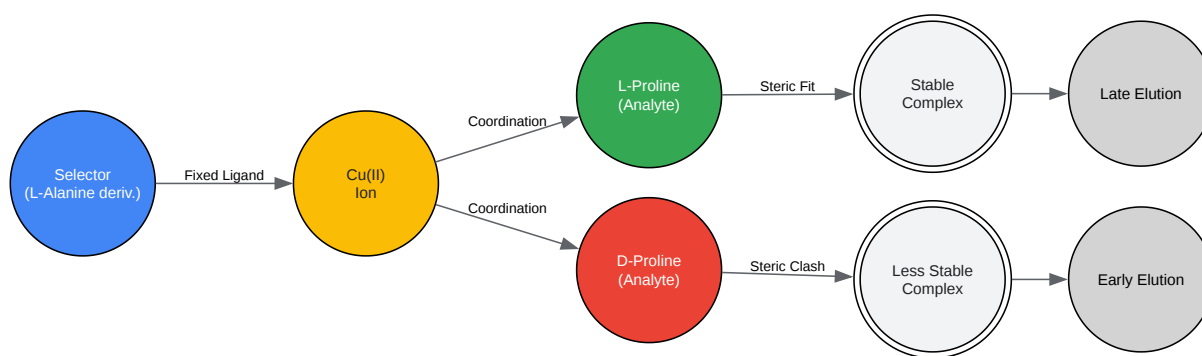 Selector
(L-Alanine deriv.)
Fixed Ligand
Cu(II)
Ion
Coordination
Coordination
L-Proline
(Analyte)
Steric Fit
Stable
Complex
Late Elution
D-Proline
(Analyte)
Steric Clash
Less Stable
Complex
Early Elution